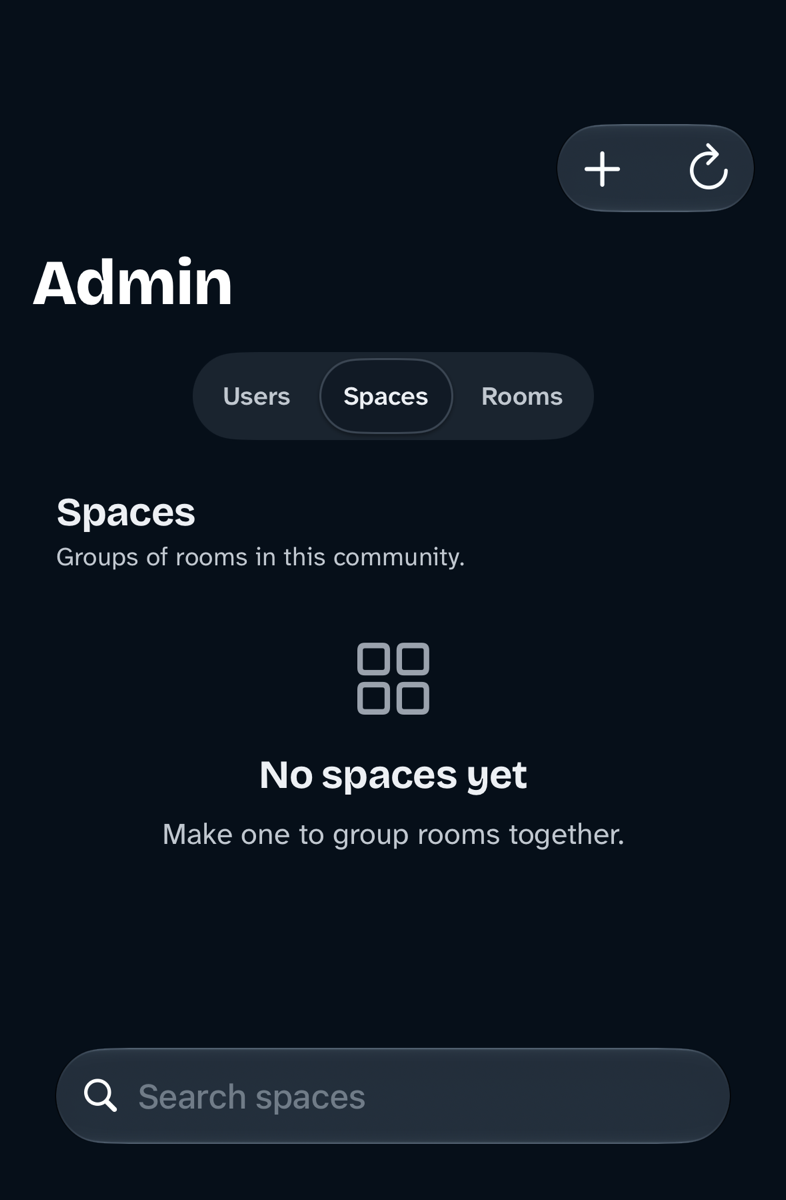 Admin
Users Spaces Rooms
Spaces
Groups of rooms in this community.
No spaces yet
Make one to group rooms together.
Search spaces